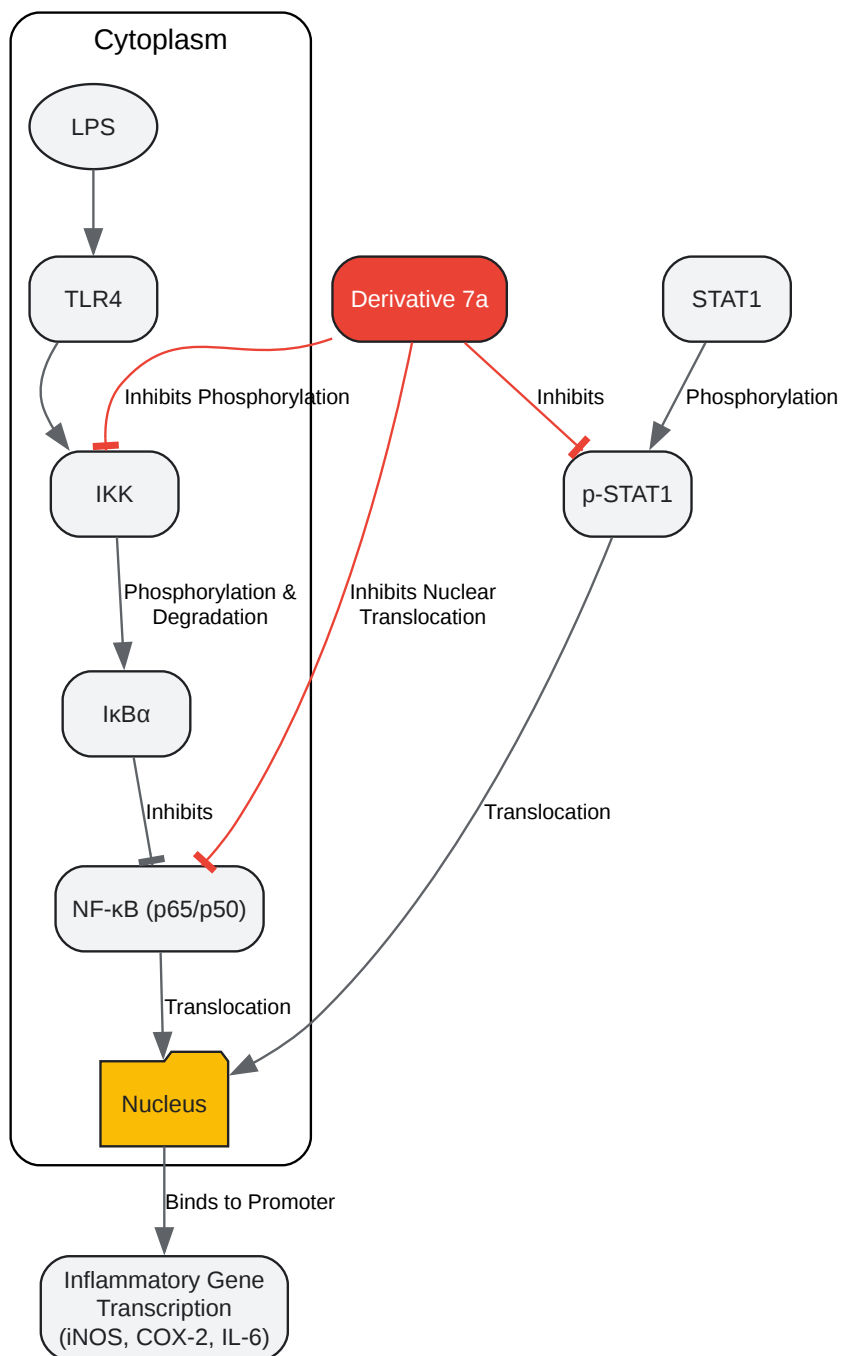 Cytoplasm
LPS
TLR4
Derivative 7a
STAT1
Inhibits Phosphorylation
Inhibits
Phosphorylation
IKK
p-STAT1
Phosphorylation &
Degradation
Inhibits Nuclear
Translocation
IκBα
Inhibits
Translocation
NF-κB (p65/p50)
Translocation
Nucleus
Binds to Promoter
Inflammatory Gene
Transcription
(iNOS, COX-2, IL-6)